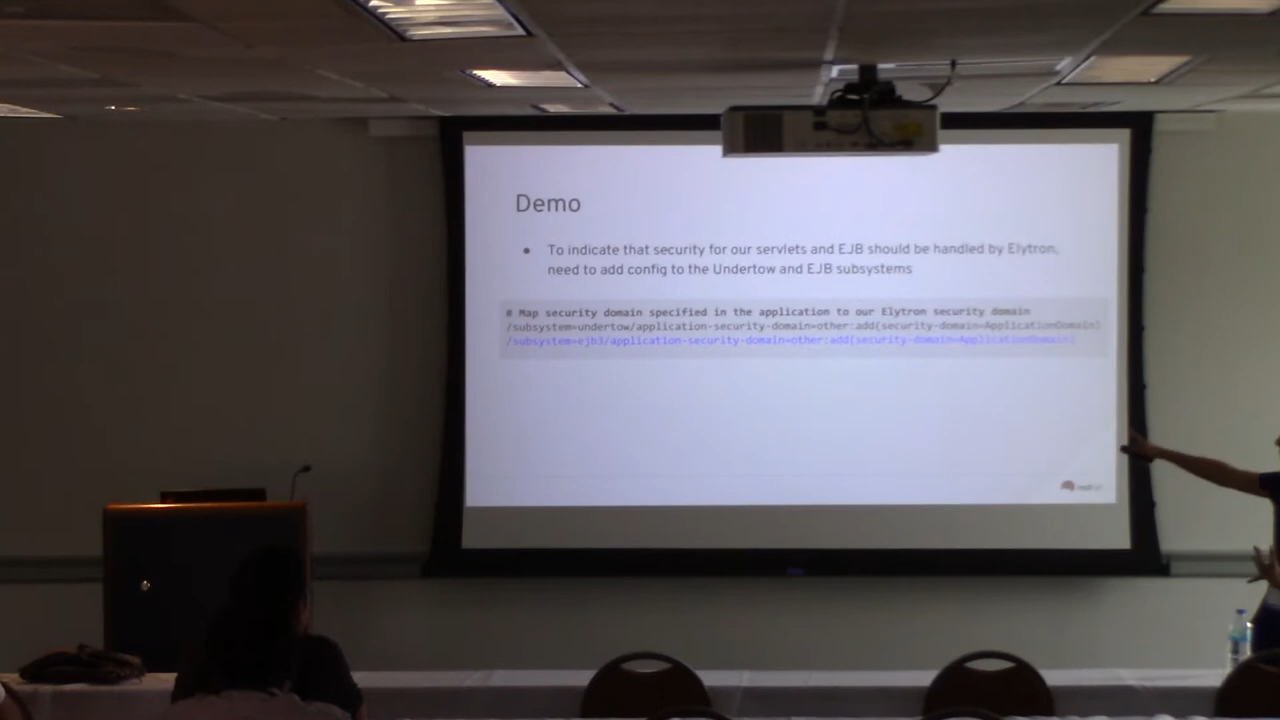 Demo
● To indicate that security for our servlets and EJB should be handled by Elytron,
need to add config to the Undertow and EJB subsystems
# Map security domain specified in the application to our Elytron security domain
/subsystem=undertow/application-security-domain=other:add(security-domain=ApplicationDomain)
/subsystem=ejb3/application-security-domain=other:add(security-domain=ApplicationDomain)